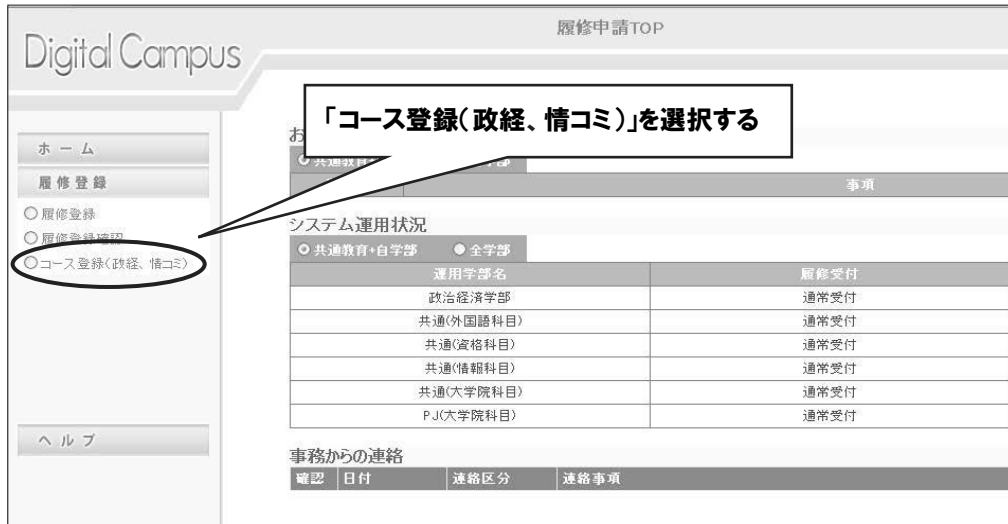 履修申請TOP
Digital Campus
「コース登録(政経、情コミ)」を選択する
お
共通教育+
学部
事項
ホーム
履修登録
履修登録
履修登録確認
コース登録(政経、情コミ)
ヘルプ
システム運用状況
共通教育+自学部 全学部
運用学部名 履修受付
政治経済学部 通常受付
共通(外国語科目) 通常受付
共通(資格科目) 通常受付
共通(情報科目) 通常受付
共通(大学院科目) 通常受付
PJ(大学院科目) 通常受付
事務からの連絡
確認 日付 連絡区分 連絡事項